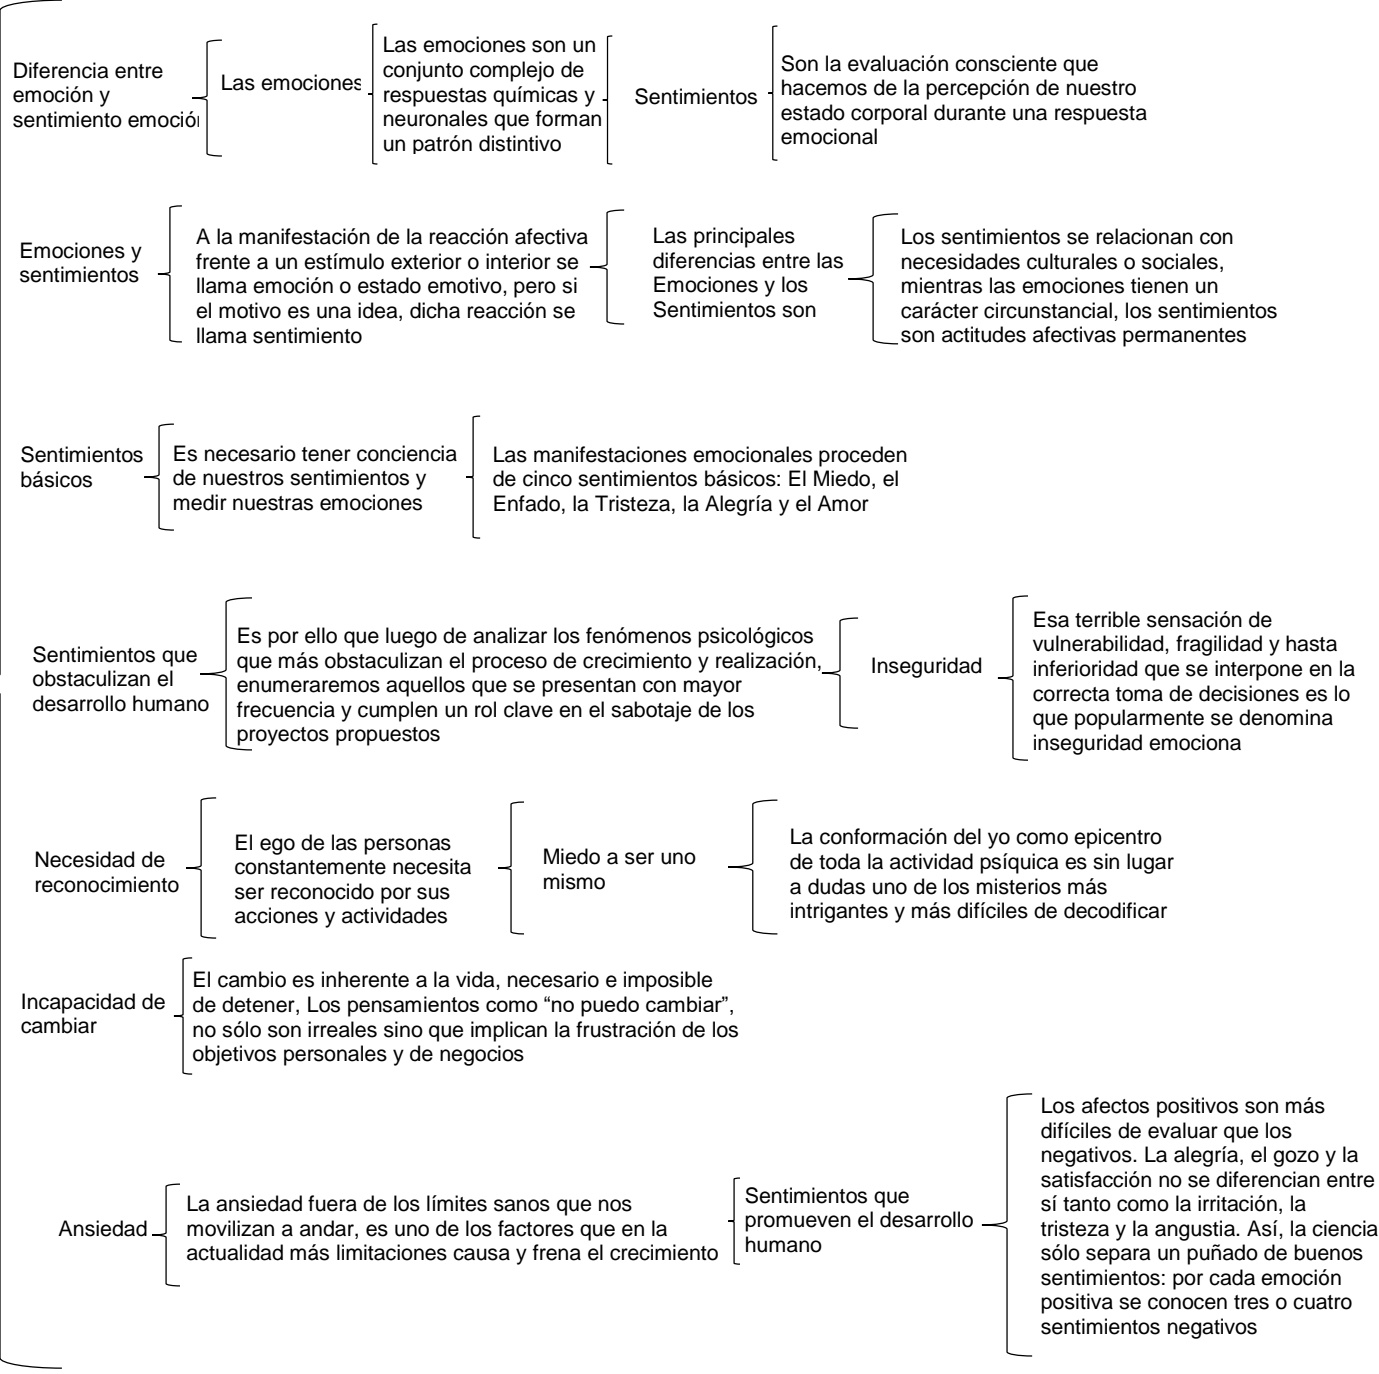 Diferencia entre
emoción y
sentimiento emoción
Las emociones
Las emociones son un
conjunto complejo de
respuestas químicas y
neuronales que forman
un patrón distintivo
Sentimientos
Son la evaluación consciente que
hacemos de la percepción de nuestro
estado corporal durante una respuesta
emocional
Emociones y
sentimientos
A la manifestación de la reacción afectiva
frente a un estímulo exterior o interior se
llama emoción o estado emotivo, pero si
el motivo es una idea, dicha reacción se
llama sentimiento
Las principales
diferencias entre las
Emociones y los
Sentimientos son
Los sentimientos se relacionan con
necesidades culturales o sociales,
mientras las emociones tienen un
carácter circunstancial, los sentimientos
son actitudes afectivas permanentes
Sentimientos
básicos
Es necesario tener conciencia
de nuestros sentimientos y
medir nuestras emociones
Las manifestaciones emocionales proceden
de cinco sentimientos básicos: El Miedo, el
Enfado, la Tristeza, la Alegría y el Amor
Sentimientos que
obstaculizan el
desarrollo humano
Es por ello que luego de analizar los fenómenos psicológicos
que más obstaculizan el proceso de crecimiento y realización,
enumeraremos aquellos que se presentan con mayor
frecuencia y cumplen un rol clave en el sabotaje de los
proyectos propuestos
Inseguridad
Esa terrible sensación de
vulnerabilidad, fragilidad y hasta
inferioridad que se interpone en la
correcta toma de decisiones es lo
que popularmente se denomina
inseguridad emociona
Necesidad de
reconocimiento
El ego de las personas
constantemente necesita
ser reconocido por sus
acciones y actividades
Miedo a ser uno
mismo
La conformación del yo como epicentro
de toda la actividad psíquica es sin lugar
a dudas uno de los misterios más
intrigantes y más difíciles de decodificar
Incapacidad de
cambiar
El cambio es inherente a la vida, necesario e imposible
de detener, Los pensamientos como “no puedo cambiar”,
no sólo son irreales sino que implican la frustración de los
objetivos personales y de negocios
Ansiedad
La ansiedad fuera de los límites sanos que nos
movilizan a andar, es uno de los factores que en la
actualidad más limitaciones causa y frena el crecimiento
Sentimientos que
promueven el desarrollo
humano
Los afectos positivos son más
difíciles de evaluar que los
negativos. La alegría, el gozo y la
satisfacción no se diferencian entre
sí tanto como la irritación, la
tristeza y la angustia. Así, la ciencia
sólo separa un puñado de buenos
sentimientos: por cada emoción
positiva se conocen tres o cuatro
sentimientos negativos